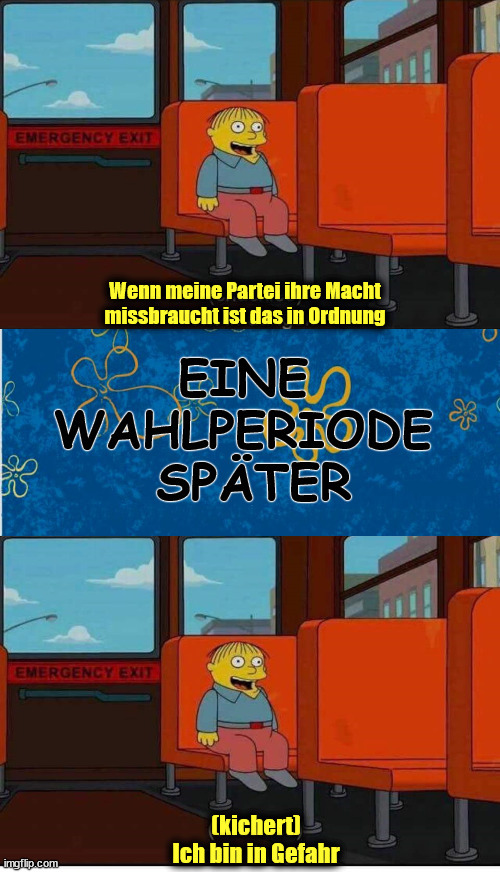 EMERGENCY EXIT
Wenn meine Partei ihre Macht
missbraucht ist das in Ordnung
EINE
WAHLPERIODE
SPÄTER
EMERGENCY EXIT
(kichert)
Ich bin in Gefahr
imgflip.com